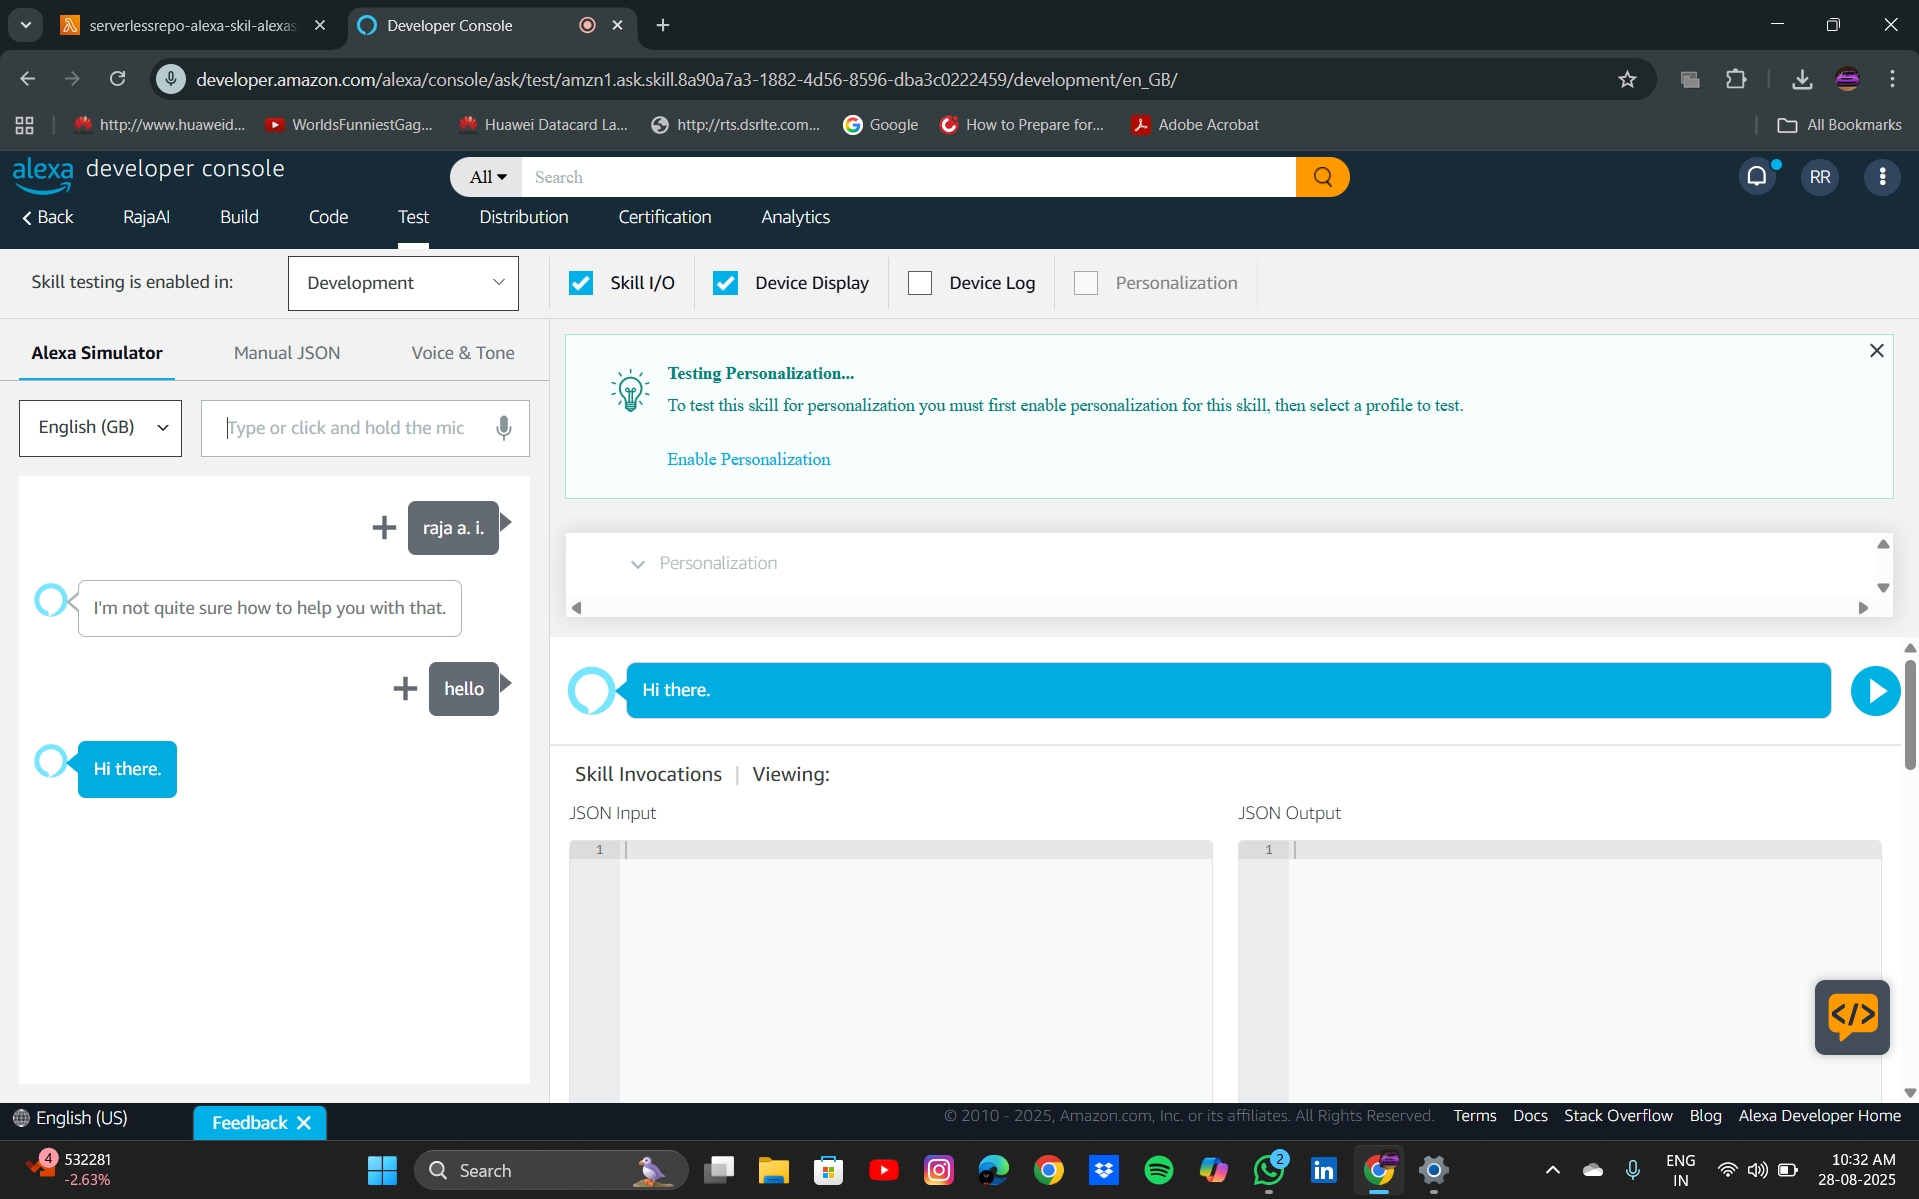 serverlessrepo-alexa-skil-alexas
Developer Console
developer.amazon.com/alexa/console/ask/test/amzn1.ask.skill.8a90a7a3-1882-4d56-8596-dba3c0222459/development/en_GB/
http://www.huaweid...
WorldsFunniestGag...
Huawei Datacard La...
http://rts.dsrlte.com...
Google
How to Prepare for...
Adobe Acrobat
All Bookmarks
alexa developer console
All
Search
RR
Back
RajaAI
Build
Code
Test
Distribution
Certification
Analytics
Skill testing is enabled in:
Development
Skill I/O
Device Display
Device Log
Personalization
Alexa Simulator
Manual JSON
Voice & Tone
English (GB)
Type or click and hold the mic
raja a. i.
I'm not quite sure how to help you with that.
hello
Hi there.
Testing Personalization...
To test this skill for personalization you must first enable personalization for this skill, then select a profile to test.
Enable Personalization
Personalization
Hi there.
Skill Invocations | Viewing:
JSON Input
JSON Output
1
1
</>
English (US)
Feedback
© 2010 - 2025, Amazon.com, Inc. or its affiliates. All Rights Reserved.
Terms
Docs
Stack Overflow
Blog
Alexa Developer Home
4
532281
-2.63%
Search
2
in
ENG
IN
10:32 AM
28-08-2025